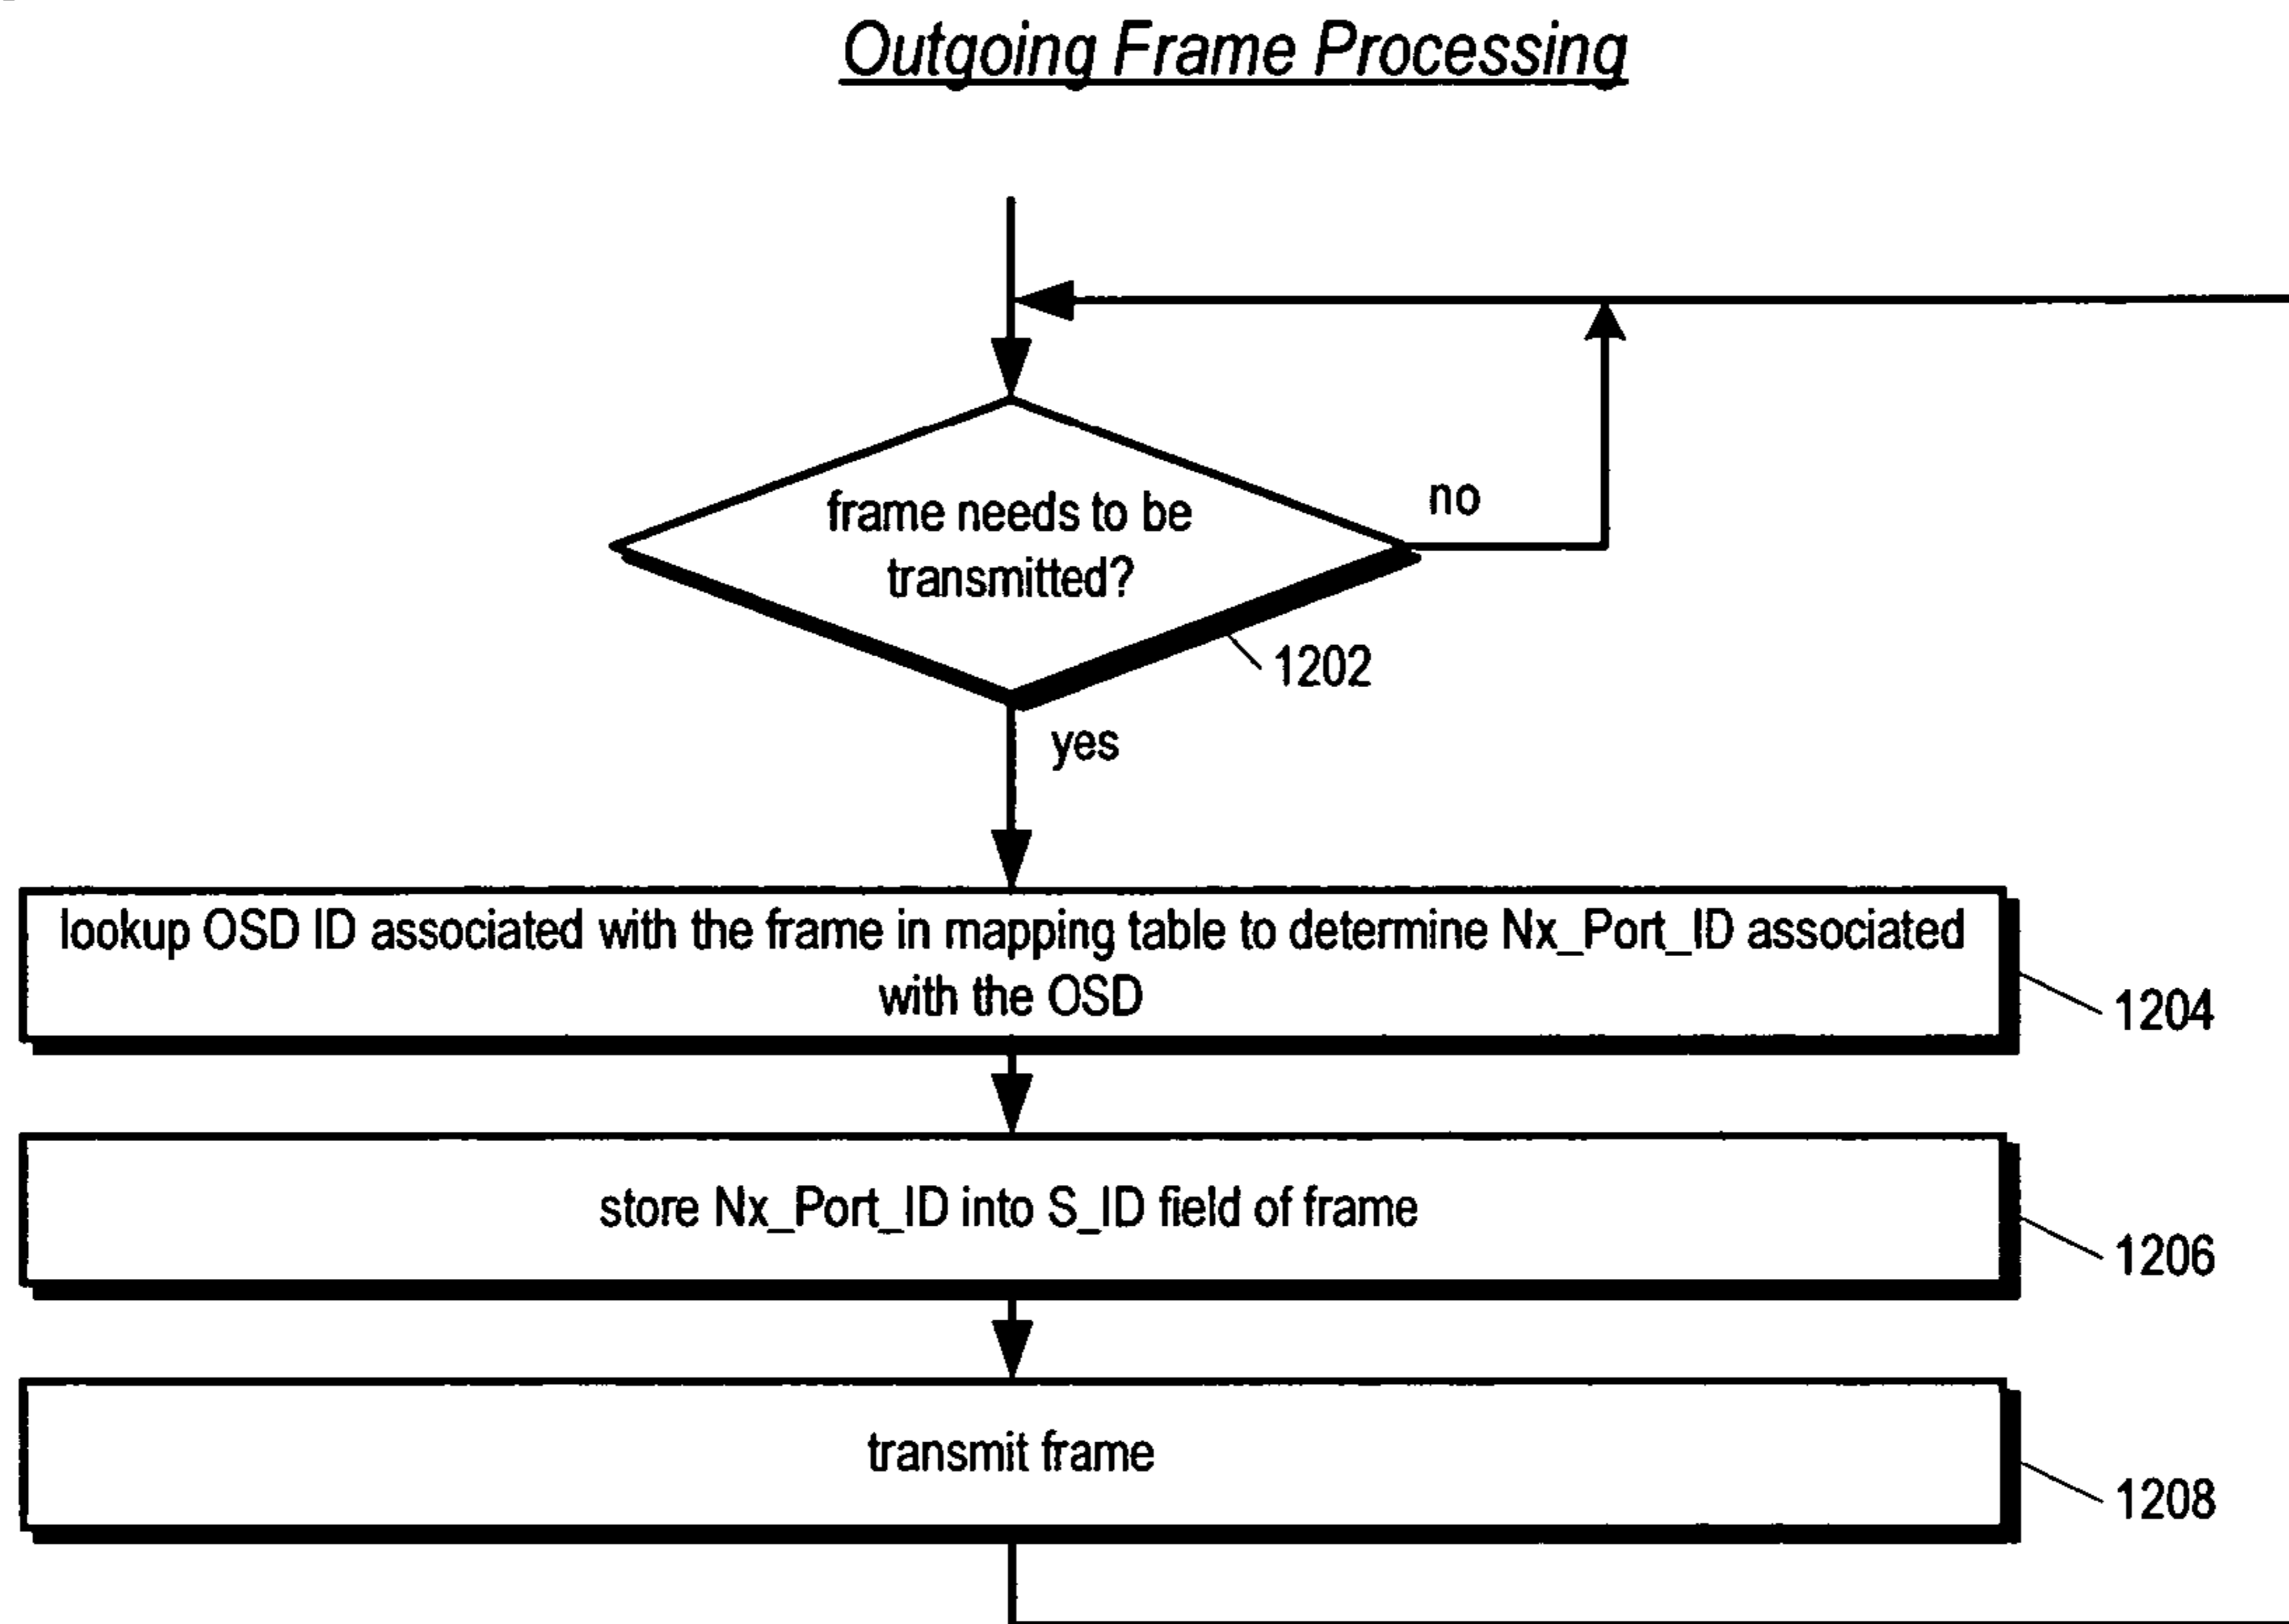 Outgoing Frame Processing
frame needs to be
transmitted?
no
1202
yes
lookup OSD ID associated with the frame in mapping table to determine Nx_Port_ID associated
with the OSD
1204
store Nx_Port_ID into S_ID field of frame
1206
transmit frame
1208